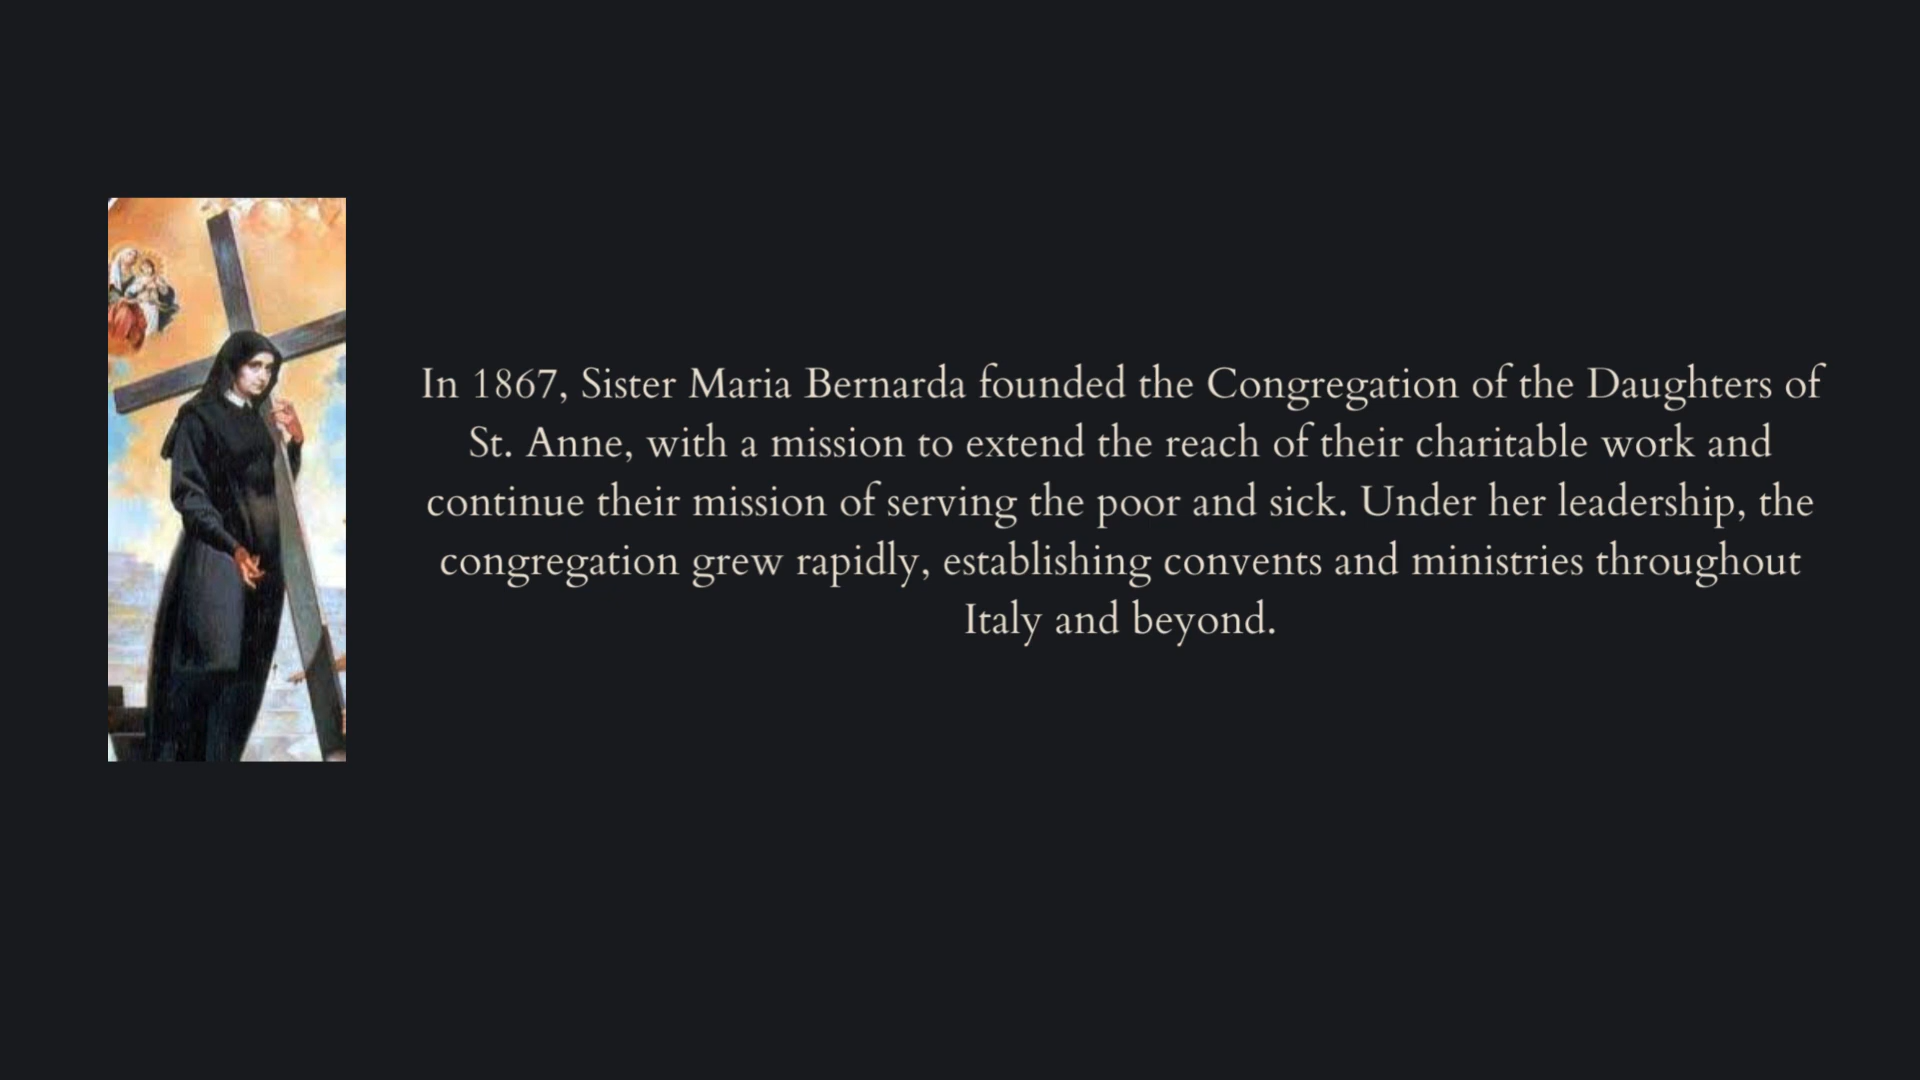 In 1867, Sister Maria Bernarda founded the Congregation of the Daughters of
St. Anne, with a mission to extend the reach of their charitable work and
continue their mission of serving the poor and sick. Under her leadership, the
congregation grew rapidly, establishing convents and ministries throughout
Italy and beyond.